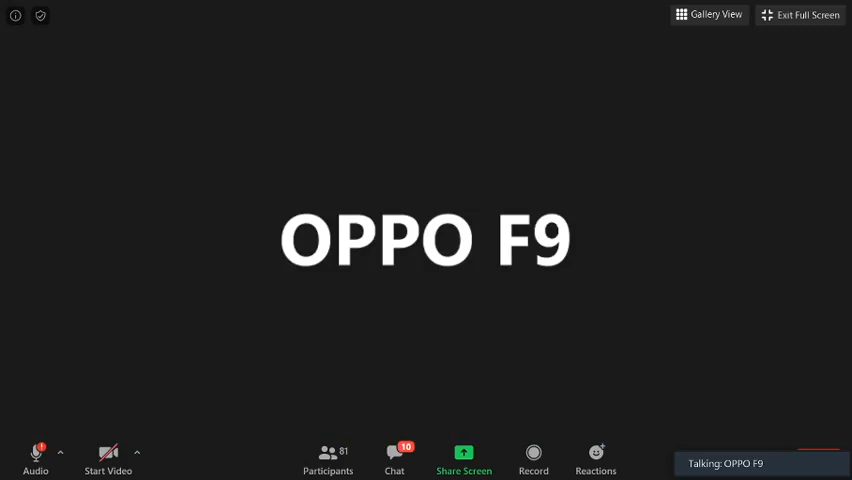 Gallery View
Exit Full Screen
OPPO F9
81
10
Audio
Start Video
Participants
Chat
Share Screen
Record
Reactions
Talking: OPPO F9